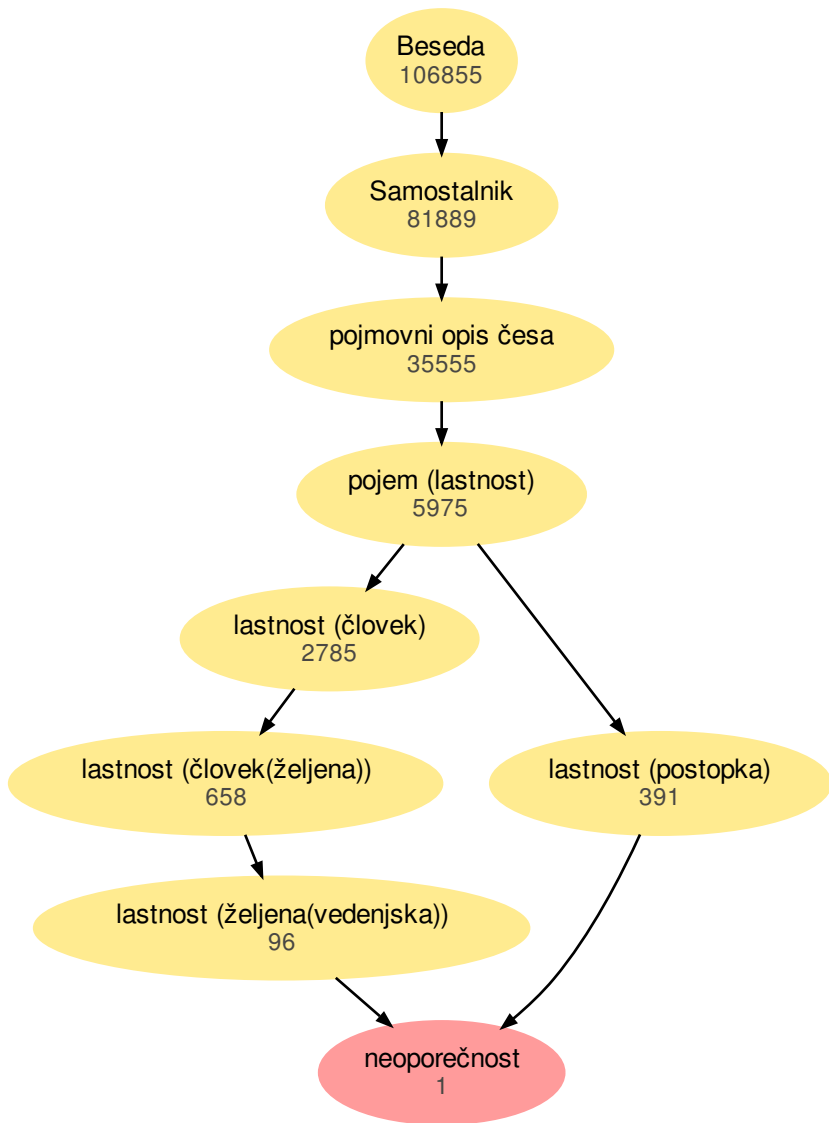 Beseda
106855
Samostalnik
81889
pojmovni opis česa
35555
pojem (lastnost)
5975
lastnost (človek)
2785
lastnost (človek(željena))
658
lastnost (postopka)
391
lastnost (željena(vedenjska))
96
neoporečnost
1